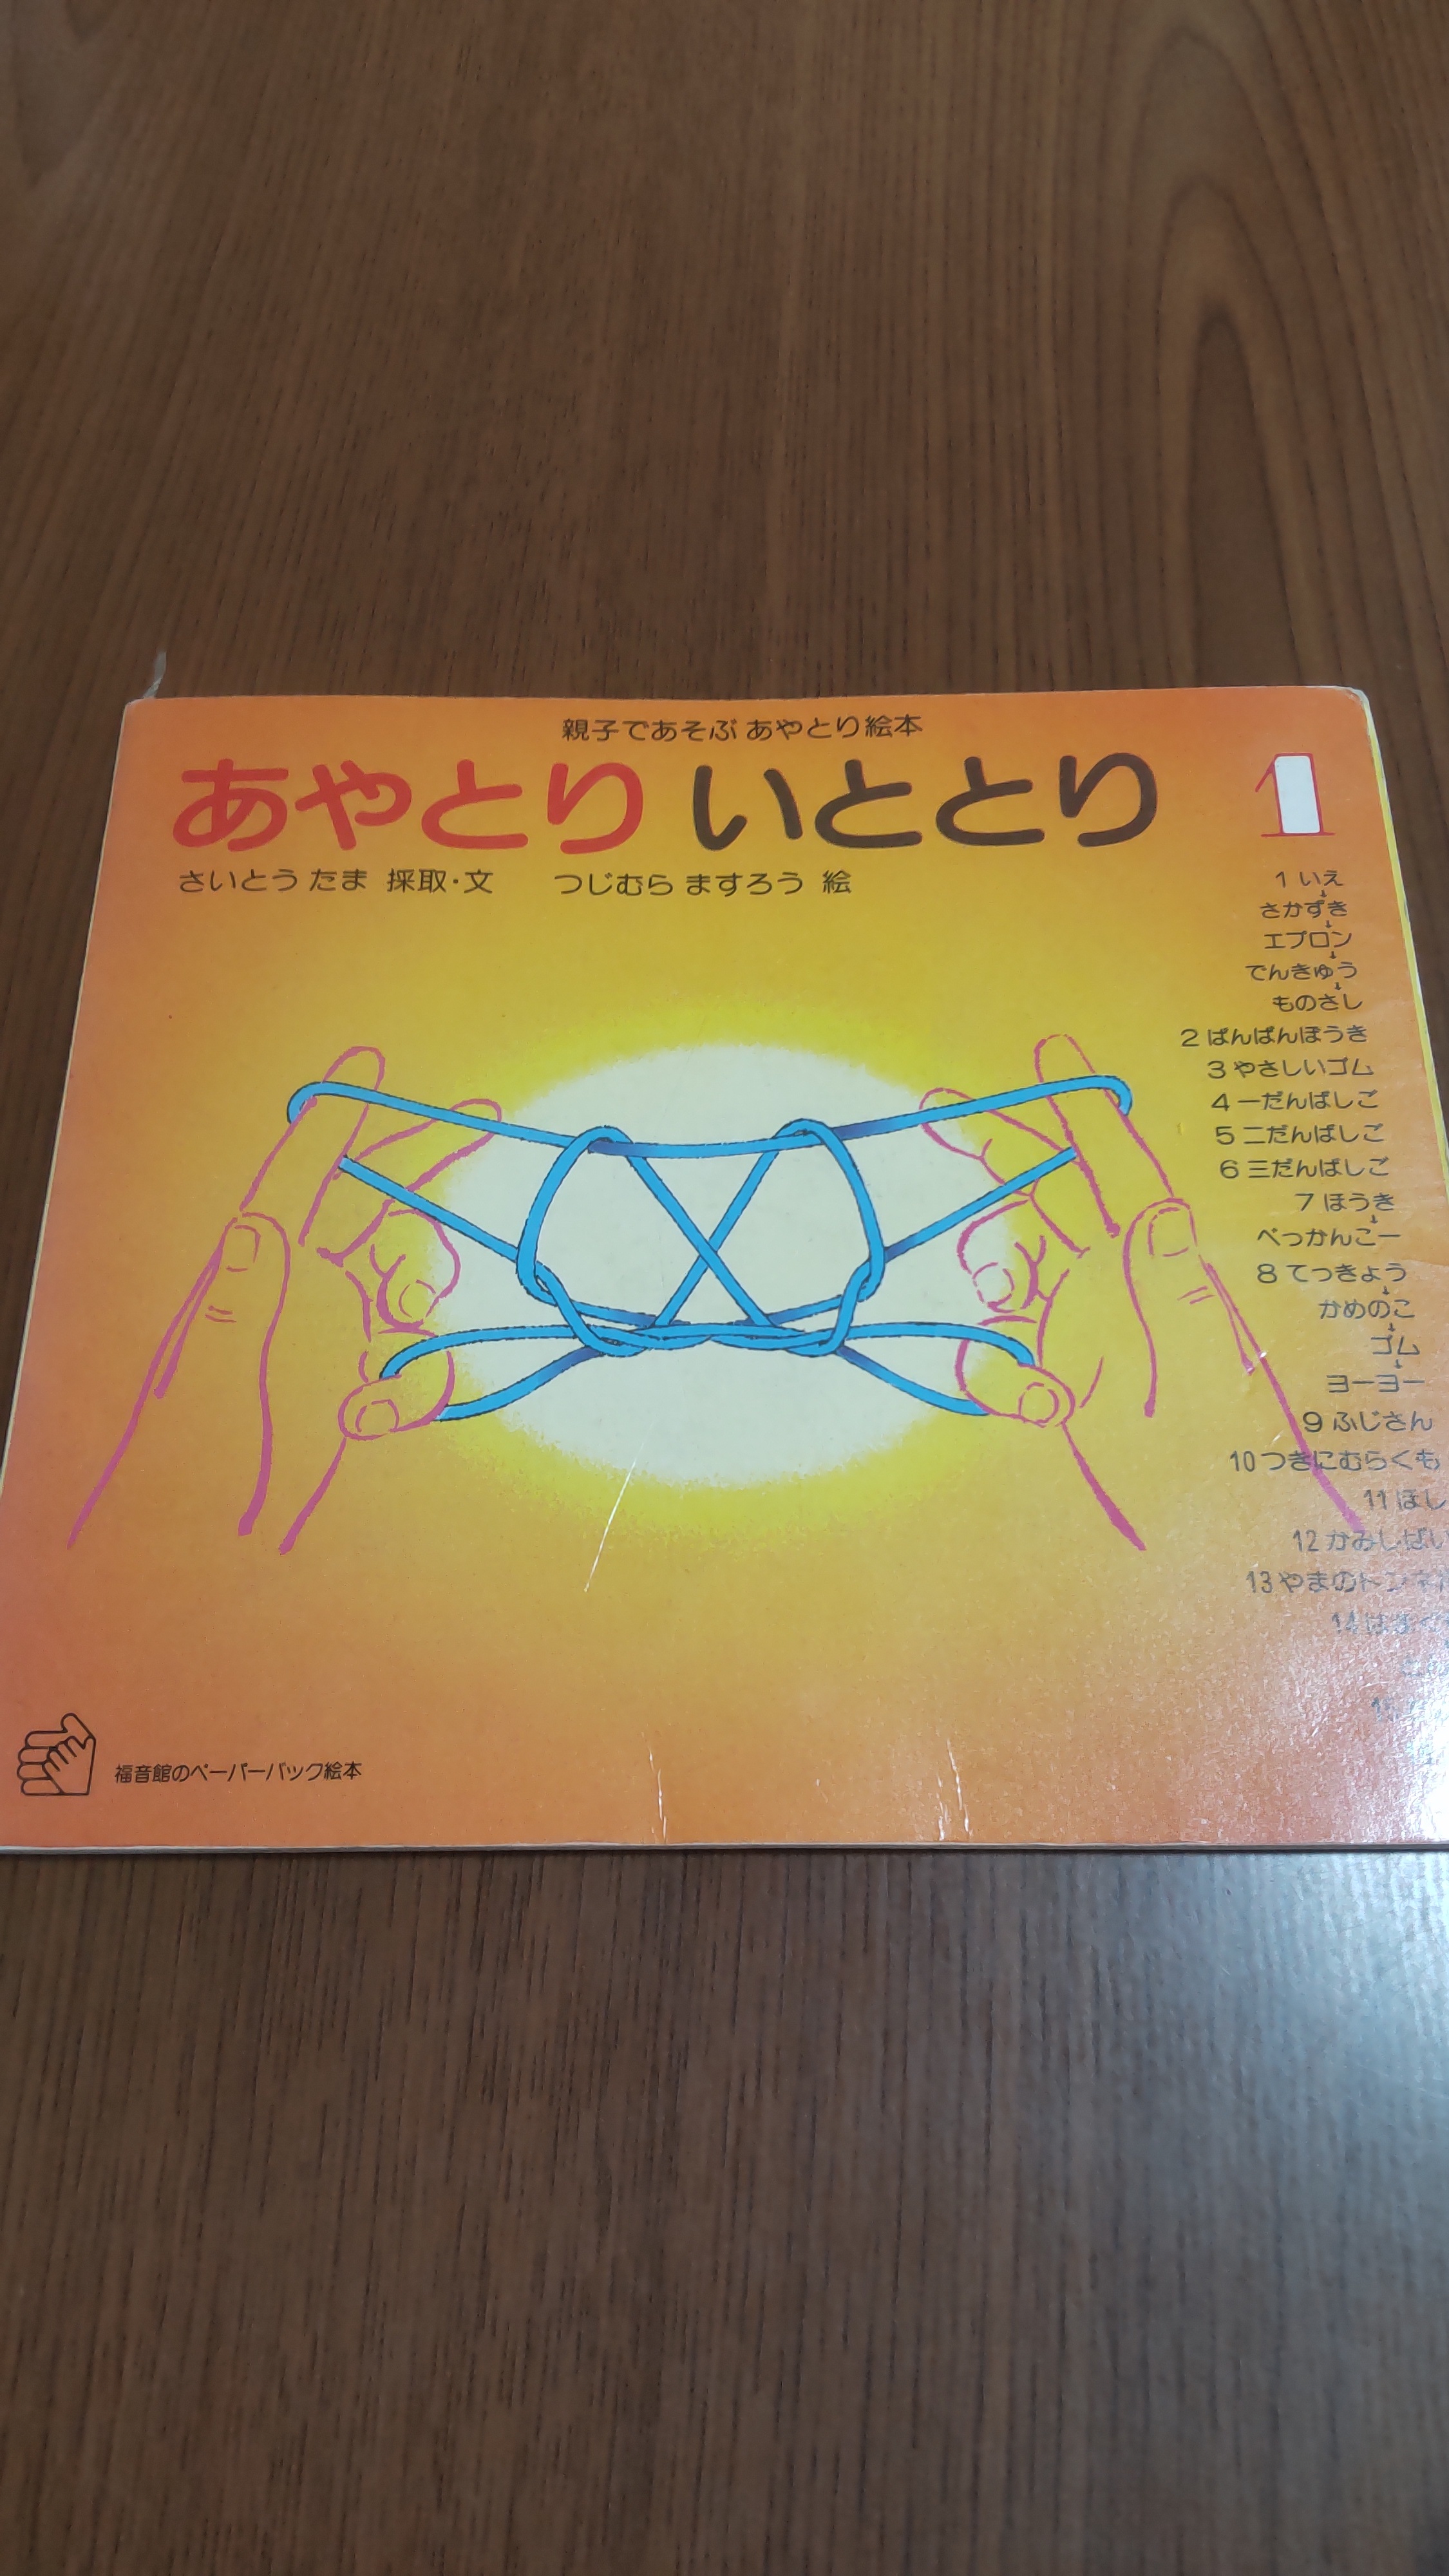 親子であそぶ あやとり絵本
あやとり いととり 1
さいとう たま 採取・文 つじむら ますろう 絵
1 いえ
さかずき
エプロン
でんきゅう
ものさし
2 ぱんぱんぼうき
3 やさしいゴム
4 一だんばしご
5 二だんばしご
6 三だんばしご
7 ほうき
べっかんこー
8 てっきょう
かめのこ
ゴム
ヨーヨー
9 ふじさん
10 つきにむらくも
11 ほし
12 かみしばい
13 やまの
14
福音館のペーパーバック絵本